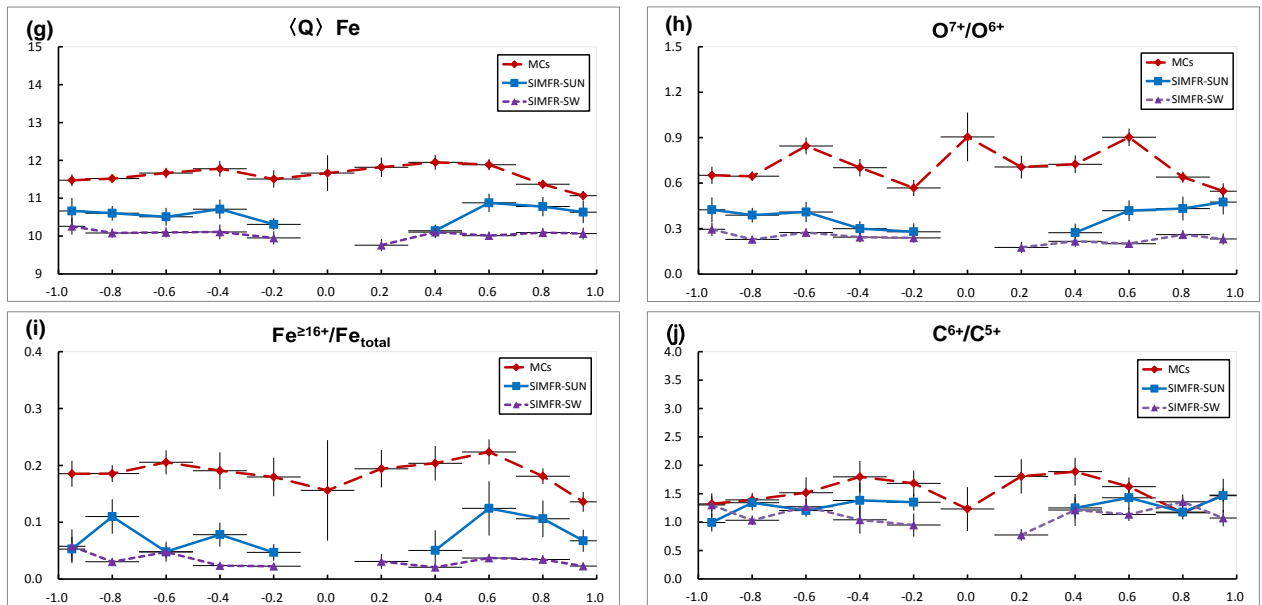 (g) 〈Q〉 Fe
15
14
13
12
11
10
9
-1.0 -0.8 -0.6 -0.4 -0.2 0.0 0.2 0.4 0.6 0.8 1.0
MCs
SIMFR-SUN
SIMFR-SW
(h) O⁷⁺/O⁶⁺
1.5
1.2
0.9
0.6
0.3
0.0
-1.0 -0.8 -0.6 -0.4 -0.2 0.0 0.2 0.4 0.6 0.8 1.0
MCs
SIMFR-SUN
SIMFR-SW
(i) Fe≥¹⁶⁺/Feₜₒₜₐₗ
0.4
0.3
0.2
0.1
0.0
-1.0 -0.8 -0.6 -0.4 -0.2 0.0 0.2 0.4 0.6 0.8 1.0
MCs
SIMFR-SUN
SIMFR-SW
(j) C⁶⁺/C⁵⁺
4.0
3.5
3.0
2.5
2.0
1.5
1.0
0.5
0.0
-1.0 -0.8 -0.6 -0.4 -0.2 0.0 0.2 0.4 0.6 0.8 1.0
MCs
SIMFR-SUN
SIMFR-SW